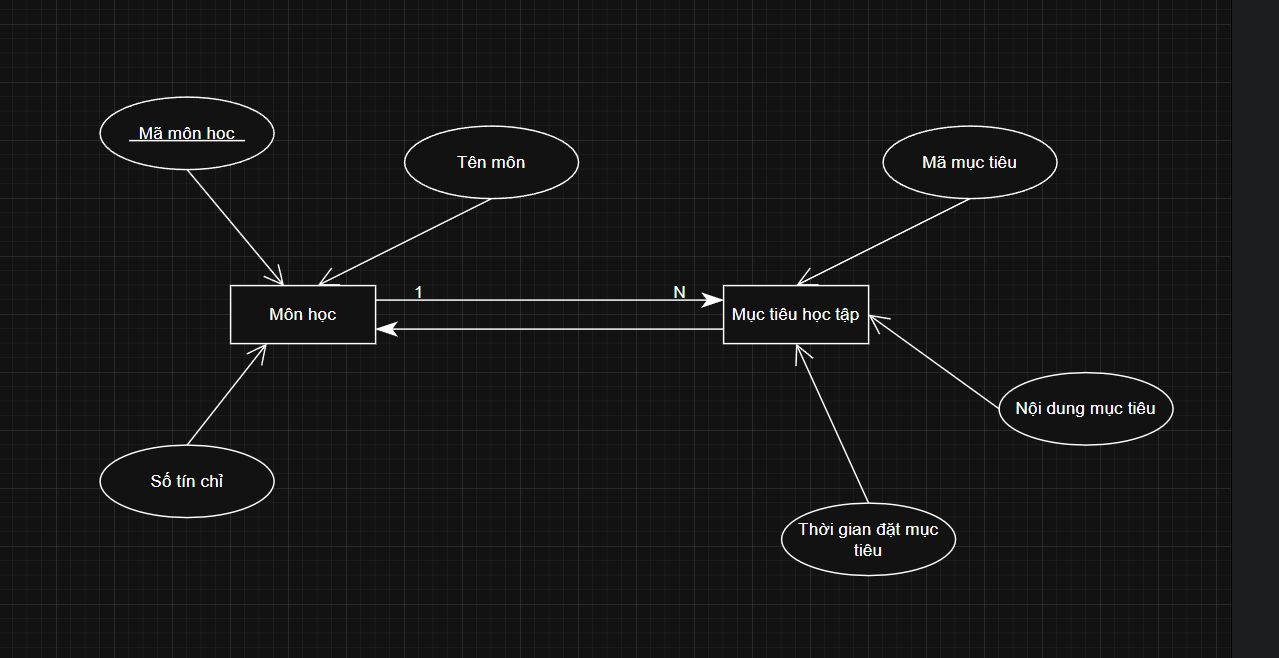 Mã môn học
Tên môn
Mã mục tiêu
1
N
Môn học
Mục tiêu học tập
Nội dung mục tiêu
Số tín chỉ
Thời gian đặt mục
tiêu